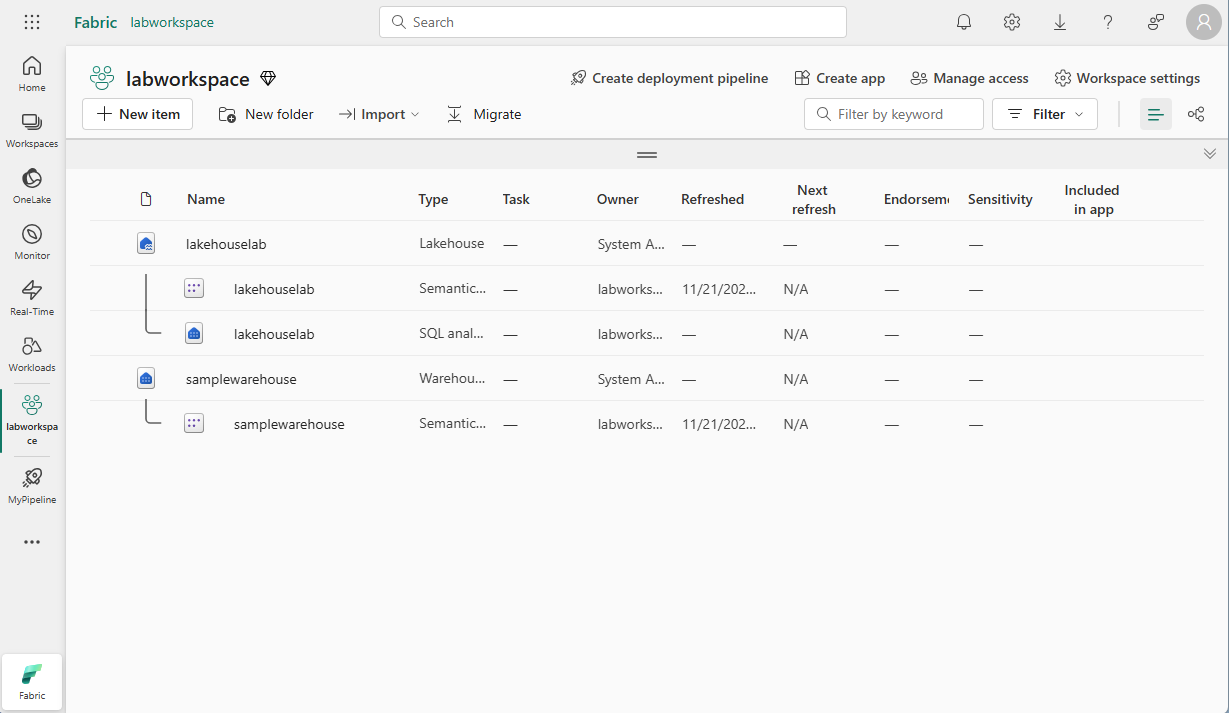 Fabric labworkspace
Search
Home
Workspaces
OneLake
Monitor
Real-Time
Workloads
labworkspa
ce
MyPipeline
Fabric
labworkspace
Create deployment pipeline
Create app
Manage access
Workspace settings
New item
New folder
Import
Migrate
Filter by keyword
Filter
Name Type Task Owner Refreshed Next
refresh
Endorseme Sensitivity Included
in app
lakehouselab Lakehouse — System A... — — — —
lakehouselab Semantic... — labworks... 11/21/202... N/A — —
lakehouselab SQL anal... — labworks... — N/A — —
samplewarehouse Warehou... — System A... — N/A — —
samplewarehouse Semantic... — labworks... 11/21/202... N/A — —